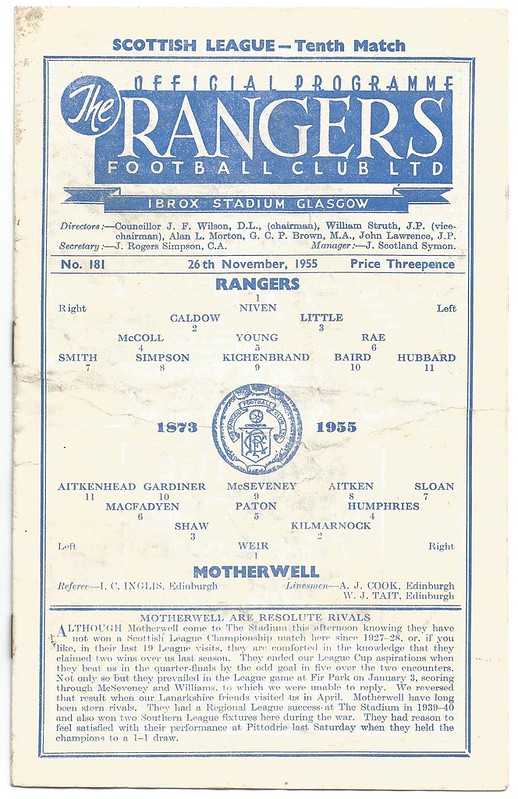 SCOTTISH LEAGUE — Tenth Match
OFFICIAL PROGRAMME
The RANGERS
FOOTBALL CLUB LTD
IBROX STADIUM GLASGOW
Directors:—Councillor J. F. Wilson, D.L., (chairman), William Struth, J.P. (vice-
chairman), Alan L. Morton, G. C. P. Brown, M.A., John Lawrence, J.P.
Secretary:—J. Rogers Simpson, C.A. Manager:—J. Scotland Symon.
No. 181 26th November, 1955 Price Threepence
RANGERS
1
Right NIVEN Left
CALDOW LITTLE
2 3
McCOLL YOUNG RAE
4 5 6
SMITH SIMPSON KICHENBRAND BAIRD HUBBARD
7 8 9 10 11
1873 1955
AITKENHEAD GARDINER McSEVENEY AITKEN SLOAN
11 10 9 8 7
MACFADYEN PATON HUMPHRIES
6 5 4
SHAW KILMARNOCK
3 2
Left WEIR Right
1
MOTHERWELL
Referee—I. C. INGLIS, Edinburgh Linesmen—A. J. COOK, Edinburgh
W. J. TAIT, Edinburgh
MOTHERWELL ARE RESOLUTE RIVALS
ALTHOUGH Motherwell come to The Stadium this afternoon knowing they have
not won a Scottish League Championship match here since 1927-28, or, if you
like, in their last 19 League visits, they are comforted in the knowledge that they
claimed two wins over us last season. They ended our League Cup aspirations when
they beat us in the quarter-finals by the odd goal in five over the two encounters.
Not only so but they prevailed in the League game at Fir Park on January 3, scoring
through McSeveney and Williams, to which we were unable to reply. We reversed
that result when our Lanarkshire friends visited us in April. Motherwell have long
been stern rivals. They had a Regional League success at The Stadium in 1939-40
and also won two Southern League fixtures here during the war. They had reason to
feel satisfied with their performance at Pittodrie last Saturday when they held the
champions to a 1—1 draw.